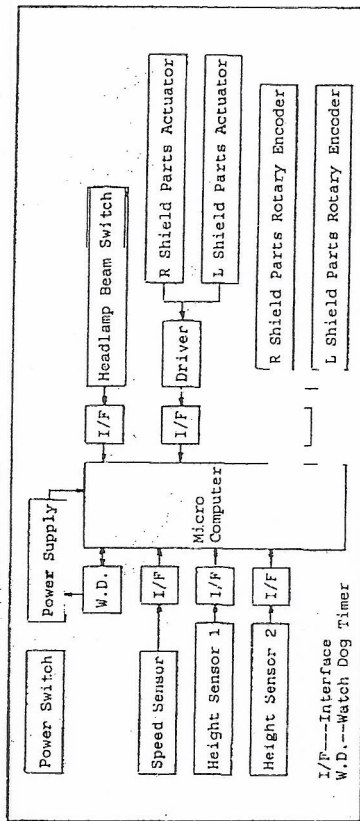 Power Switch
Power Supply
W.D.
Speed Sensor
I/F
Height Sensor 1
I/F
Height Sensor 2
I/F
Micro
Computer
I/F
Headlamp Beam Switch
I/F
Driver
R Shield Parts Actuator
L Shield Parts Actuator
R Shield Parts Rotary Encoder
L Shield Parts Rotary Encoder
I/F---Interface
W.D.--Watch Dog Timer